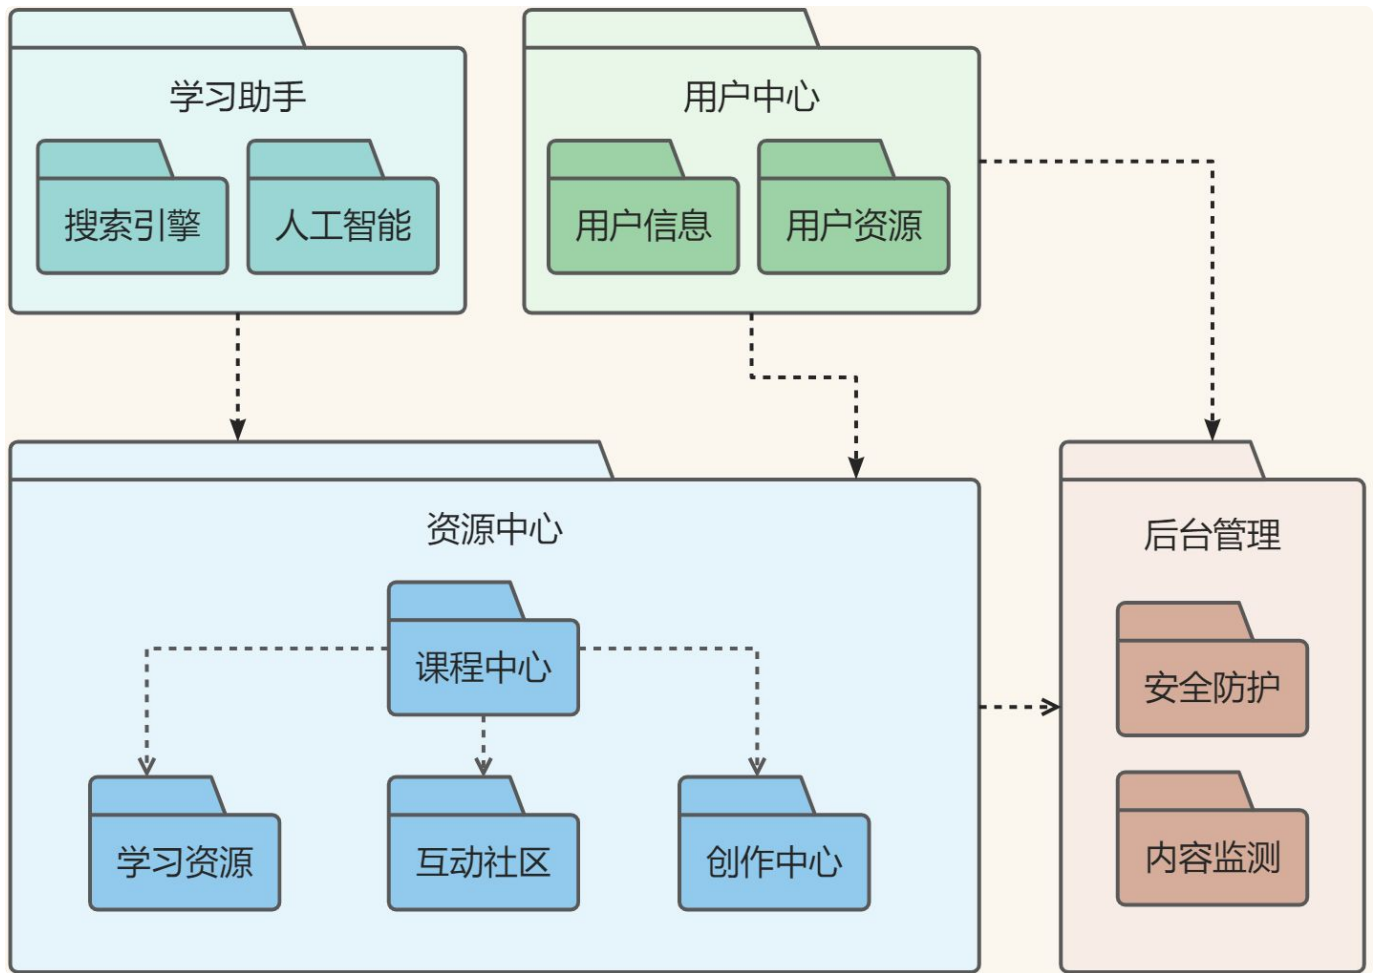 学习助手
搜索引擎
人工智能
用户中心
用户信息
用户资源
资源中心
课程中心
学习资源
互动社区
创作中心
后台管理
安全防护
内容监测